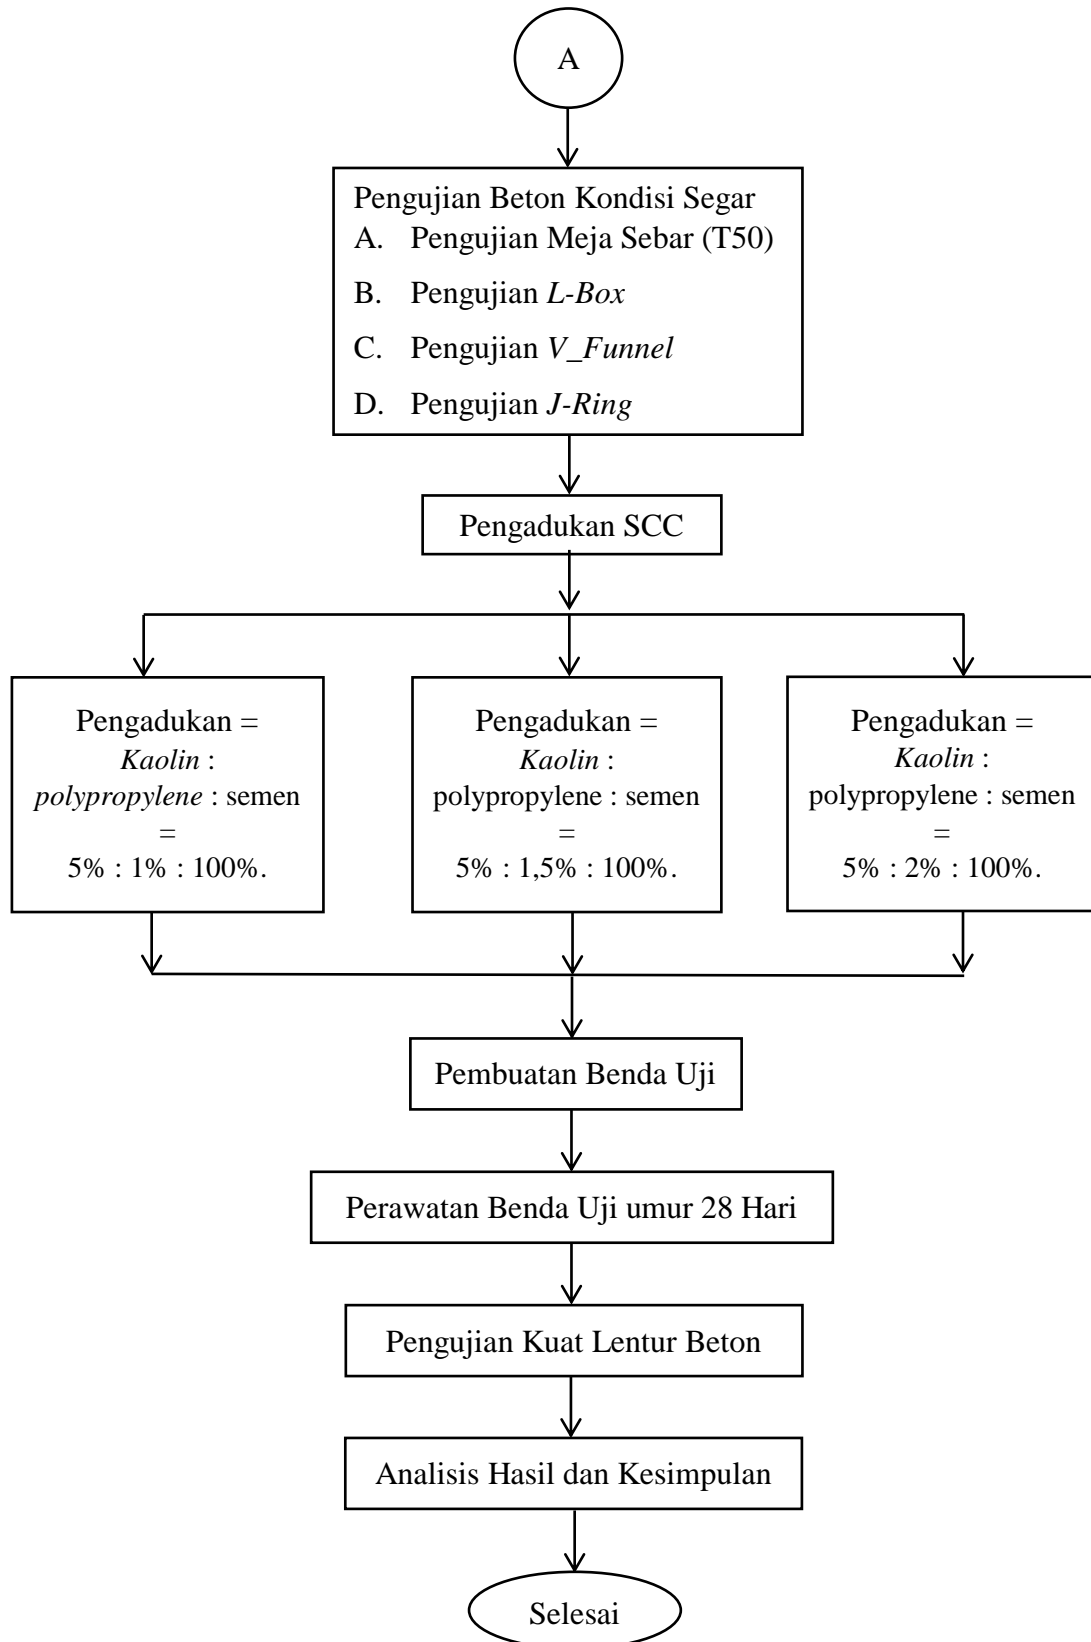 A
Pengujian Beton Kondisi Segar
A. Pengujian Meja Sebar (T50)
B. Pengujian L-Box
C. Pengujian V_Funnel
D. Pengujian J-Ring
Pengadukan SCC
Pengadukan =
Kaolin :
polypropylene : semen
=
5% : 1% : 100%.
Pengadukan =
Kaolin :
polypropylene : semen
=
5% : 1,5% : 100%.
Pengadukan =
Kaolin :
polypropylene : semen
=
5% : 2% : 100%.
Pembuatan Benda Uji
Perawatan Benda Uji umur 28 Hari
Pengujian Kuat Lentur Beton
Analisis Hasil dan Kesimpulan
Selesai